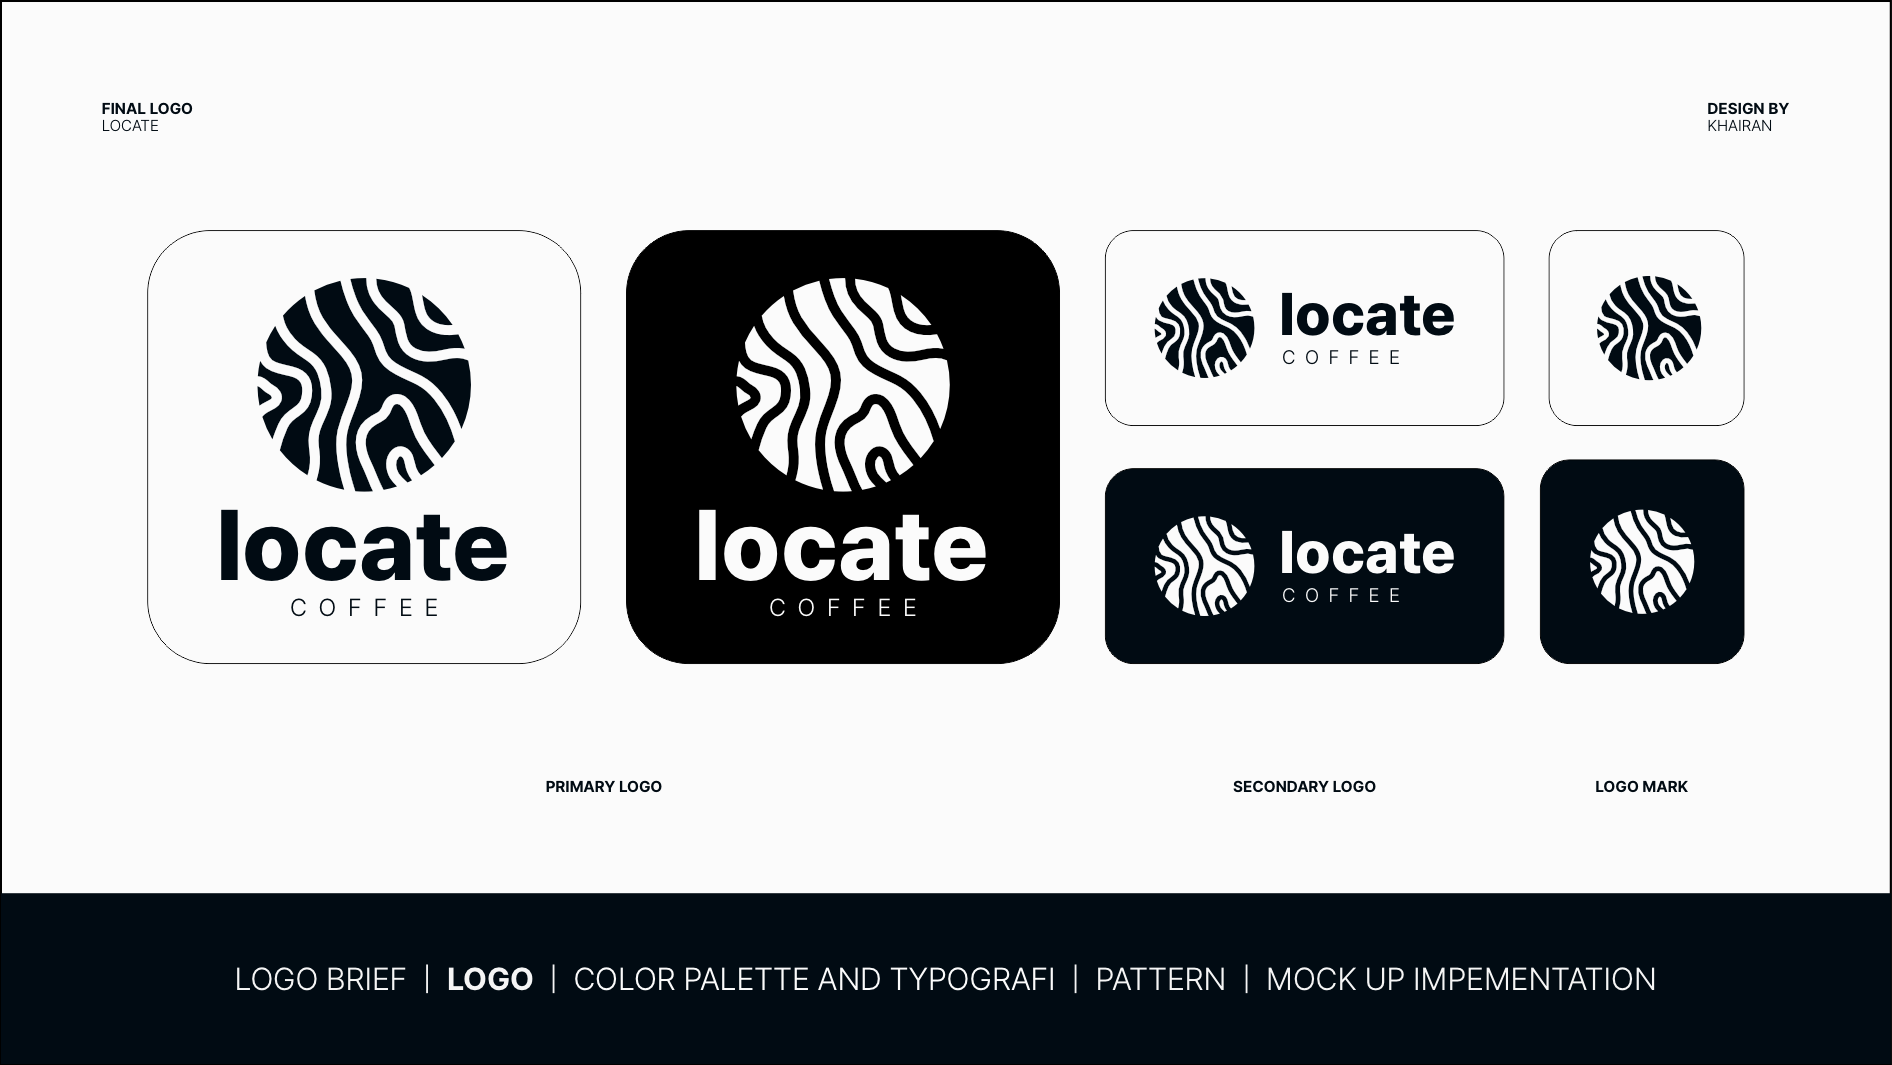 FINAL LOGO
LOCATE
DESIGN BY
KHAIRAN
locate
COFFEE
locate
COFFEE
locate
COFFEE
locate
COFFEE
PRIMARY LOGO
SECONDARY LOGO
LOGO MARK
LOGO BRIEF | LOGO | COLOR PALETTE AND TYPOGRAFI | PATTERN | MOCK UP IMPEMENTATION